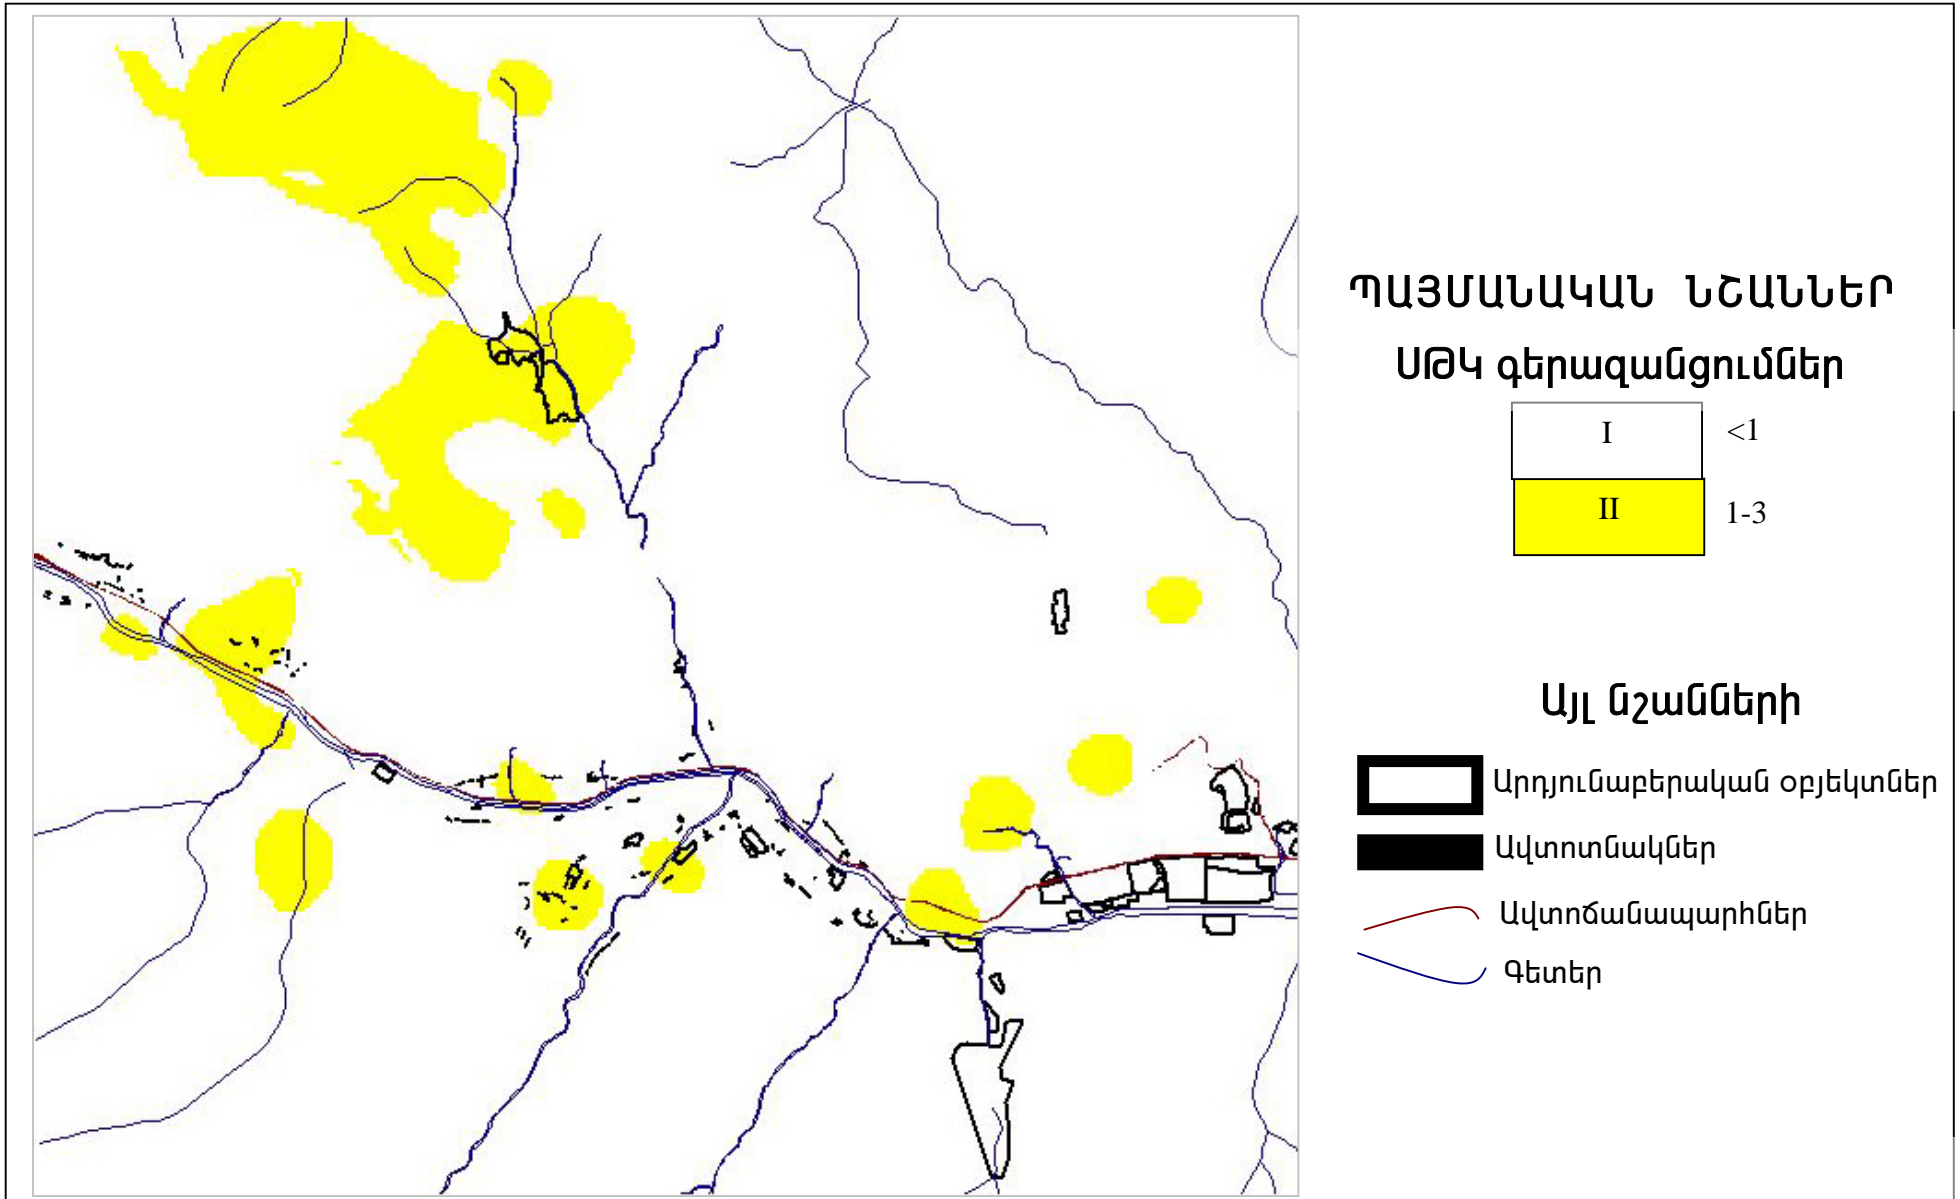 ՊԱՅՄԱՆԱԿԱՆ ՆՇԱՆՆԵՐ
ՍԹԿ գերազանցումներ
I <1
II 1-3
Այլ նշանների
Արդյունաբերական օբյեկտներ
Ավտոտնակներ
Ավտոճանապարհներ
Գետեր